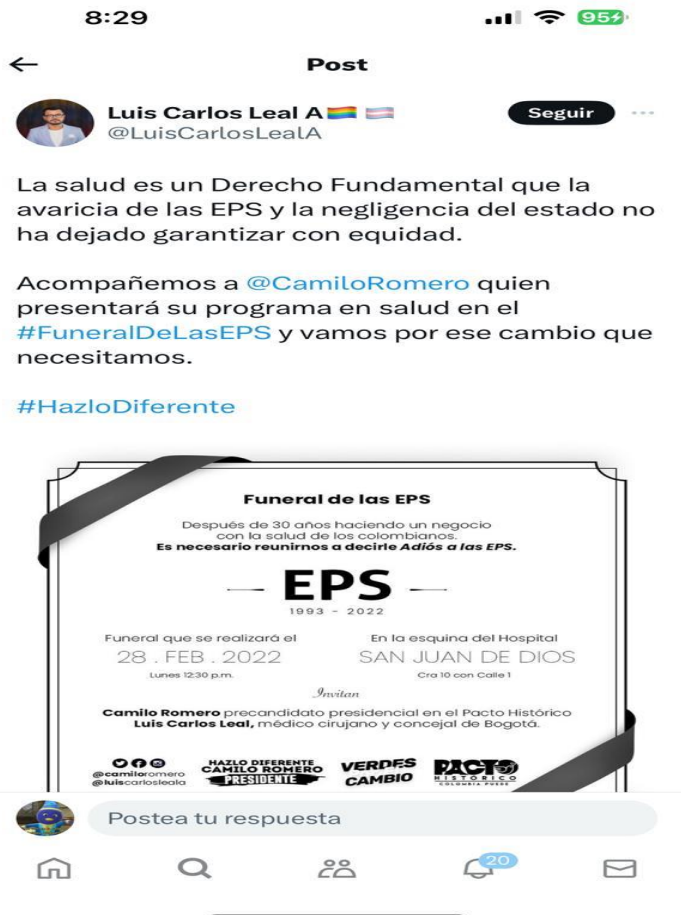 8:29
95
Post
Luis Carlos Leal A
@LuisCarlosLealA
Seguir
La salud es un Derecho Fundamental que la
avaricia de las EPS y la negligencia del estado no
ha dejado garantizar con equidad.
Acompañemos a @CamiloRomero quien
presentará su programa en salud en el
#FuneralDeLasEPS y vamos por ese cambio que
necesitamos.
#HazloDiferente
Funeral de las EPS
Después de 30 años haciendo un negocio
con la salud de los colombianos.
Es necesario reunirnos a decirle Adiós a las EPS.
EPS
1993 - 2022
Funeral que se realizará el
28 . FEB . 2022
Lunes 12:30 p.m.
En la esquina del Hospital
SAN JUAN DE DIOS
Cra 10 con Calle 1
Invitan
Camilo Romero precandidato presidencial en el Pacto Histórico
Luis Carlos Leal, médico cirujano y concejal de Bogotá.
@camiloromero
@luiscarlosleala
HAZLO DIFERENTE
CAMILO ROMERO
PRESIDENTE
VERDES
CAMBIO
PACTO
HISTÓRICO
COLOMBIA PUEDE
Postea tu respuesta
20